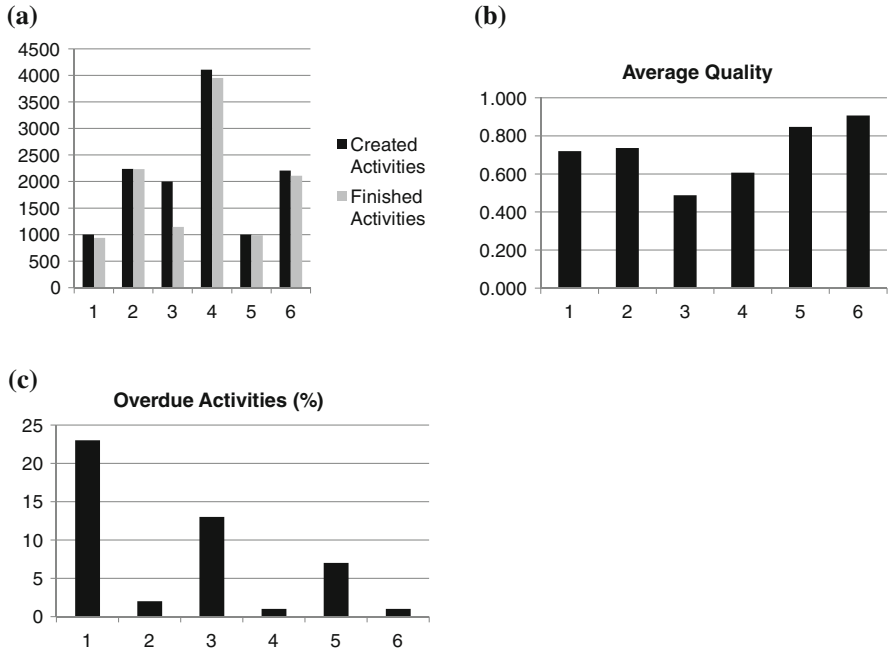 (a)
4500
4000
3500
3000
2500
2000
1500
1000
500
0
1 2 3 4 5 6
Created
Activities
Finished
Activities
(b)
Average Quality
1.000
0.800
0.600
0.400
0.200
0.000
1 2 3 4 5 6
(c)
Overdue Activities (%)
25
20
15
10
5
0
1 2 3 4 5 6